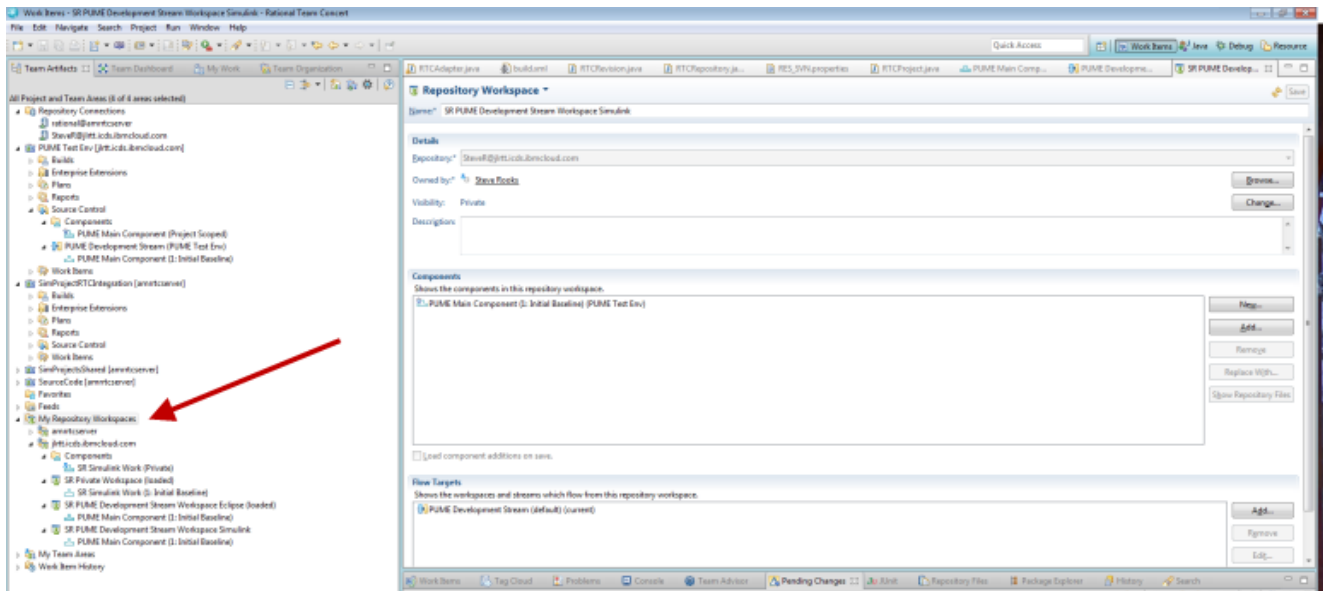 Work Items - SR PUME Development Stream Workspace Simulink - Rational Team Concert
File Edit Navigate Search Project Run Window Help
Quick Access
Work Items Java Debug Resource
Team Artifacts Team Dashboard My Work Team Organization
All Project and Team Areas (6 of 6 areas selected)
Repository Connections
rational@amrrtcserver
SteveR@jlrtt.icds.ibmcloud.com
PUME Test Env [jlrtt.icds.ibmcloud.com]
Builds
Enterprise Extensions
Plans
Reports
Source Control
Components
PUME Main Component (Project Scoped)
PUME Development Stream (PUME Test Env)
PUME Main Component (1: Initial Baseline)
Work Items
SimProjectRTCIntegration [amrrtcserver]
Builds
Enterprise Extensions
Plans
Reports
Source Control
Work Items
SimProjectsShared [amrrtcserver]
SourceCode [amrrtcserver]
Favorites
Feeds
My Repository Workspaces
amrrtcserver
jlrtt.icds.ibmcloud.com
Components
SR Simulink Work (Private)
SR Private Workspace (loaded)
SR Simulink Work (1: Initial Baseline)
SR PUME Development Stream Workspace Eclipse (loaded)
PUME Main Component (1: Initial Baseline)
SR PUME Development Stream Workspace Simulink
PUME Main Component (1: Initial Baseline)
My Team Areas
Work Item History
RTCAdapter.java build.xml RTCRevision.java RTCRepository.ja... RES_SVN.properties RTCProject.java PUME Main Comp... PUME Developme... SR PUME Develop...
Repository Workspace
Save
Name:* SR PUME Development Stream Workspace Simulink
Details
Repository:* SteveR@jlrtt.icds.ibmcloud.com
Owned by:* Steve Rooks
Browse...
Visibility: Private
Change...
Description:
Components
Shows the components in this repository workspace.
PUME Main Component (1: Initial Baseline) (PUME Test Env)
New...
Add...
Remove
Replace With...
Show Repository Files
Load component additions on save.
Flow Targets
Shows the workspaces and streams which flow from this repository workspace.
PUME Development Stream (default) (current)
Add...
Remove
Edit...
Work Items Tag Cloud Problems Console Team Advisor Pending Changes JUnit Repository Files Package Explorer History Search